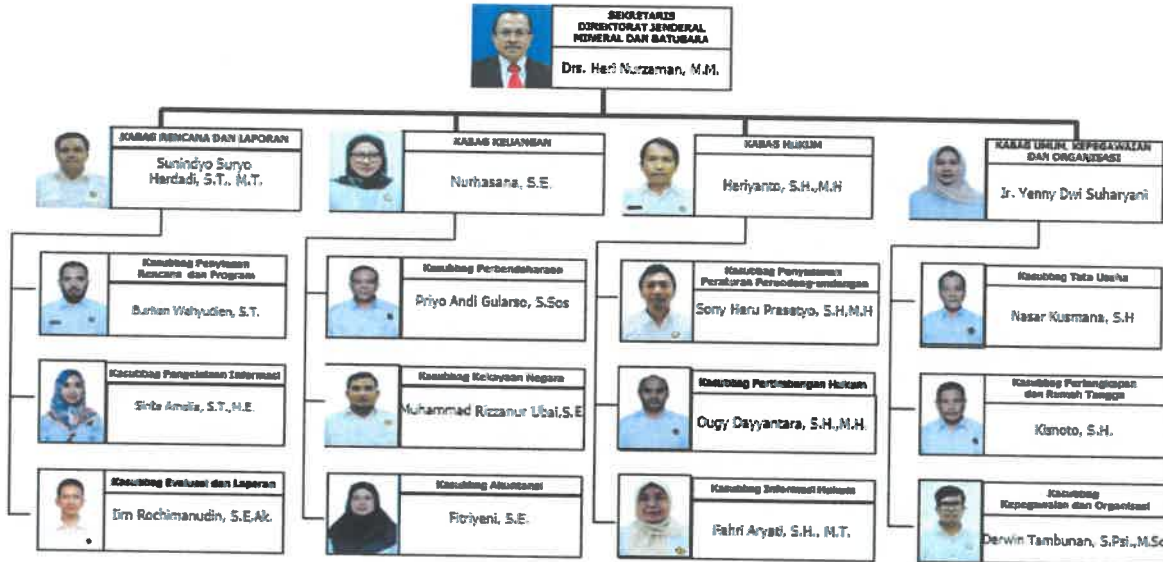 SEKRETARIS
DIREKTORAT JENDERAL
MINERAL DAN BATUBARA
Drs. Heri Nurzaman, M.M.
KABAG RENCANA DAN LAPORAN
Sunindyo Suryo
Herdadi, S.T., M.T.
KABAG KEUANGAN
Nurhasana, S.E.
KABAG HUKUM
Heriyanto, S.H.,M.H
KABAG UMUM, KEPEGAWAIAN
DAN ORGANISASI
Ir. Yenny Dwi Suharyani
Kasubbag Penyiapan
Rencana dan Program
Burhan Wahyudien, S.T.
Kasubbag Perbendaharaan
Priyo Andi Gularso, S.Sos
Kasubbag Penyusunan
Peraturan Perundang-undangan
Sony Heru Prasetyo, S.H,M.H
Kasubbag Tata Usaha
Nasar Kusmana, S.H
Kasubbag Pengelolaan Informasi
Sinta Amalia, S.T.,M.E.
Kasubbag Kekayaan Negara
Muhammad Rizzanur Ubai,S.E
Kasubbag Pertimbangan Hukum
Ougy Dayyantara, S.H.,M.H.
Kasubbag Perlengkapan
dan Rumah Tangga
Kisnoto, S.H.
Kasubbag Evaluasi dan Laporan
Iim Rochimanudin, S.E,Ak.
Kasubbag Akuntansi
Fitriyeni, S.E.
Kasubbag Informasi Hukum
Fahri Aryati, S.H., M.T.
Kasubbag
Kepegawaian dan Organisasi
Derwin Tambunan, S.Psi.,M.Sc